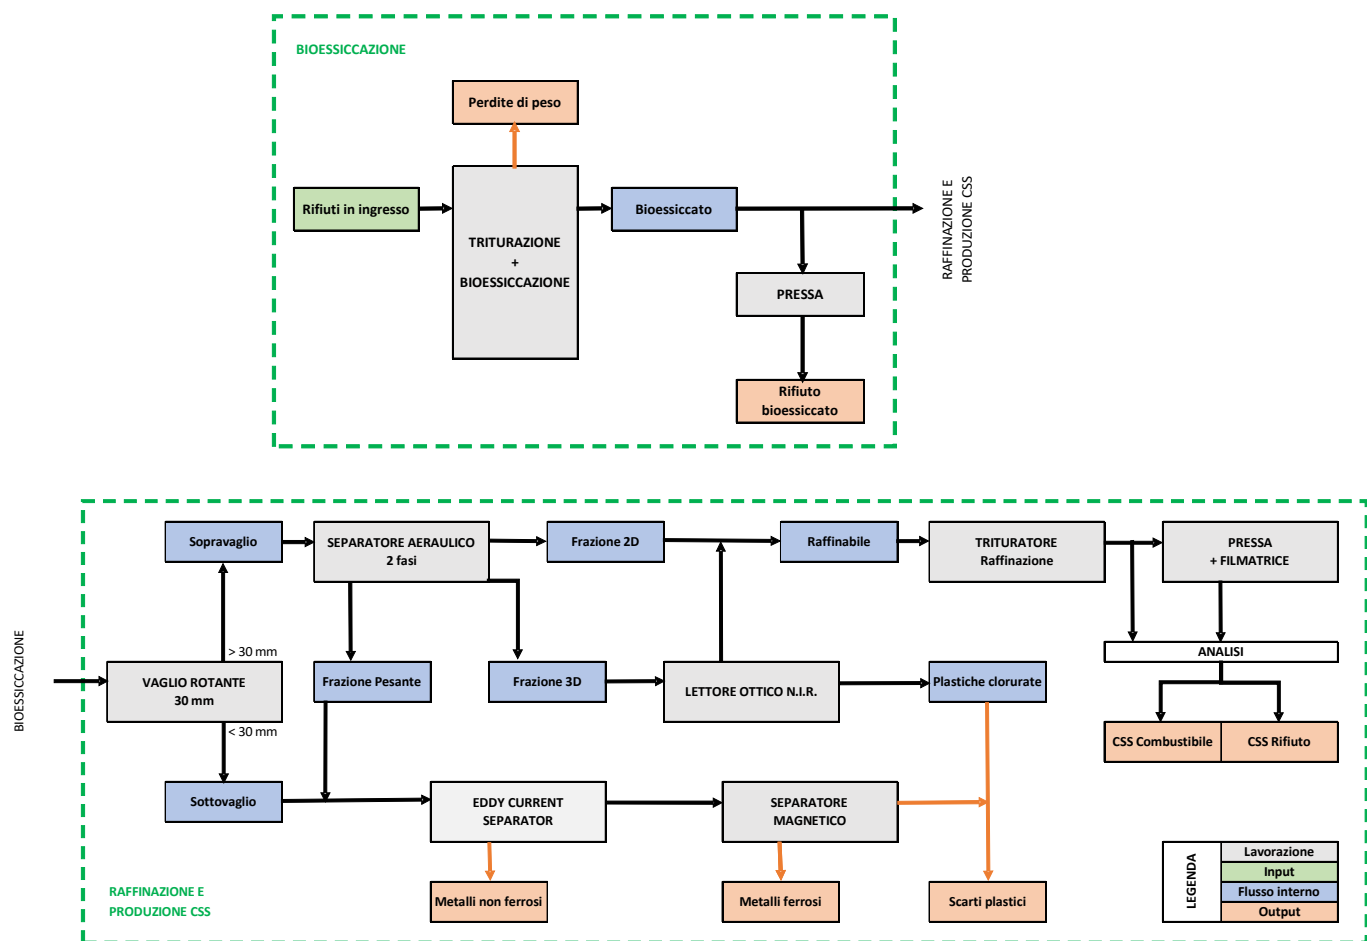 BIOESSICCAZIONE
Perdite di peso
Rifiuti in ingresso
TRITURAZIONE
+
BIOESSICCAZIONE
Bioessiccato
PRESSA
Rifiuto
bioessiccato
RAFFINAZIONE E
PRODUZIONE CSS
BIOESSICCAZIONE
Sopravaglio
SEPARATORE AERAULICO
2 fasi
Frazione 2D
Raffinabile
TRITURATORE
Raffinazione
PRESSA
+ FILMATRICE
> 30 mm
VAGLIO ROTANTE
30 mm
< 30 mm
Frazione Pesante
Frazione 3D
LETTORE OTTICO N.I.R.
Plastiche clorurate
ANALISI
CSS Combustibile
CSS Rifiuto
Sottovaglio
EDDY CURRENT
SEPARATOR
SEPARATORE
MAGNETICO
Metalli non ferrosi
Metalli ferrosi
Scarti plastici
RAFFINAZIONE E
PRODUZIONE CSS
LEGENDA
Lavorazione
Input
Flusso interno
Output